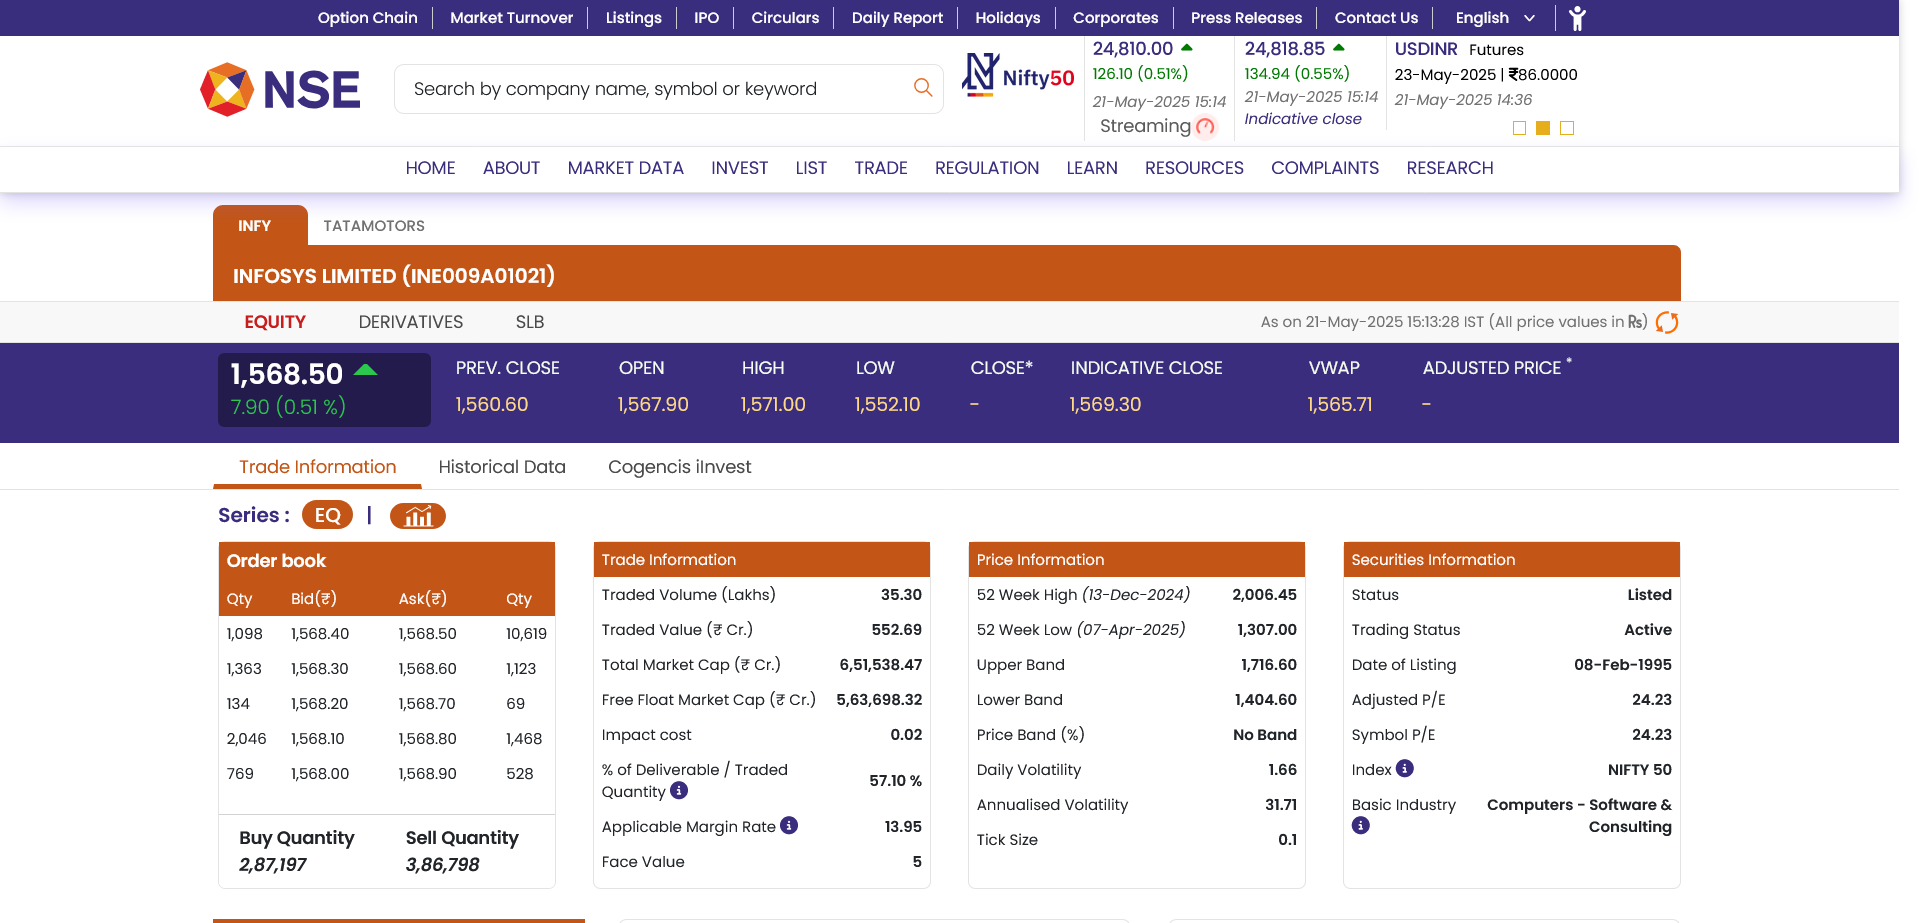 Option Chain Market Turnover Listings IPO Circulars Daily Report Holidays Corporates Press Releases Contact Us English
NSE
Search by company name, symbol or keyword
Nifty50
24,810.00
126.10 (0.51%)
21-May-2025 15:14
Streaming
24,818.85
134.94 (0.55%)
21-May-2025 15:14
Indicative close
USDINR Futures
23-May-2025 | ₹86.0000
21-May-2025 14:36
HOME ABOUT MARKET DATA INVEST LIST TRADE REGULATION LEARN RESOURCES COMPLAINTS RESEARCH
INFY TATAMOTORS
INFOSYS LIMITED (INE009A01021)
EQUITY DERIVATIVES SLB As on 21-May-2025 15:13:28 IST (All price values in ₨)
1,568.50
7.90 (0.51 %)
PREV. CLOSE OPEN HIGH LOW CLOSE* INDICATIVE CLOSE VWAP ADJUSTED PRICE *
1,560.60 1,567.90 1,571.00 1,552.10 - 1,569.30 1,565.71 -
Trade Information Historical Data Cogencis iInvest
Series : EQ |
Order book
Qty Bid(₹) Ask(₹) Qty
1,098 1,568.40 1,568.50 10,619
1,363 1,568.30 1,568.60 1,123
134 1,568.20 1,568.70 69
2,046 1,568.10 1,568.80 1,468
769 1,568.00 1,568.90 528
Buy Quantity Sell Quantity
2,87,197 3,86,798
Trade Information
Traded Volume (Lakhs) 35.30
Traded Value (₹ Cr.) 552.69
Total Market Cap (₹ Cr.) 6,51,538.47
Free Float Market Cap (₹ Cr.) 5,63,698.32
Impact cost 0.02
% of Deliverable / Traded
Quantity 57.10 %
Applicable Margin Rate 13.95
Face Value 5
Price Information
52 Week High (13-Dec-2024) 2,006.45
52 Week Low (07-Apr-2025) 1,307.00
Upper Band 1,716.60
Lower Band 1,404.60
Price Band (%) No Band
Daily Volatility 1.66
Annualised Volatility 31.71
Tick Size 0.1
Securities Information
Status Listed
Trading Status Active
Date of Listing 08-Feb-1995
Adjusted P/E 24.23
Symbol P/E 24.23
Index NIFTY 50
Basic Industry Computers - Software &
Consulting